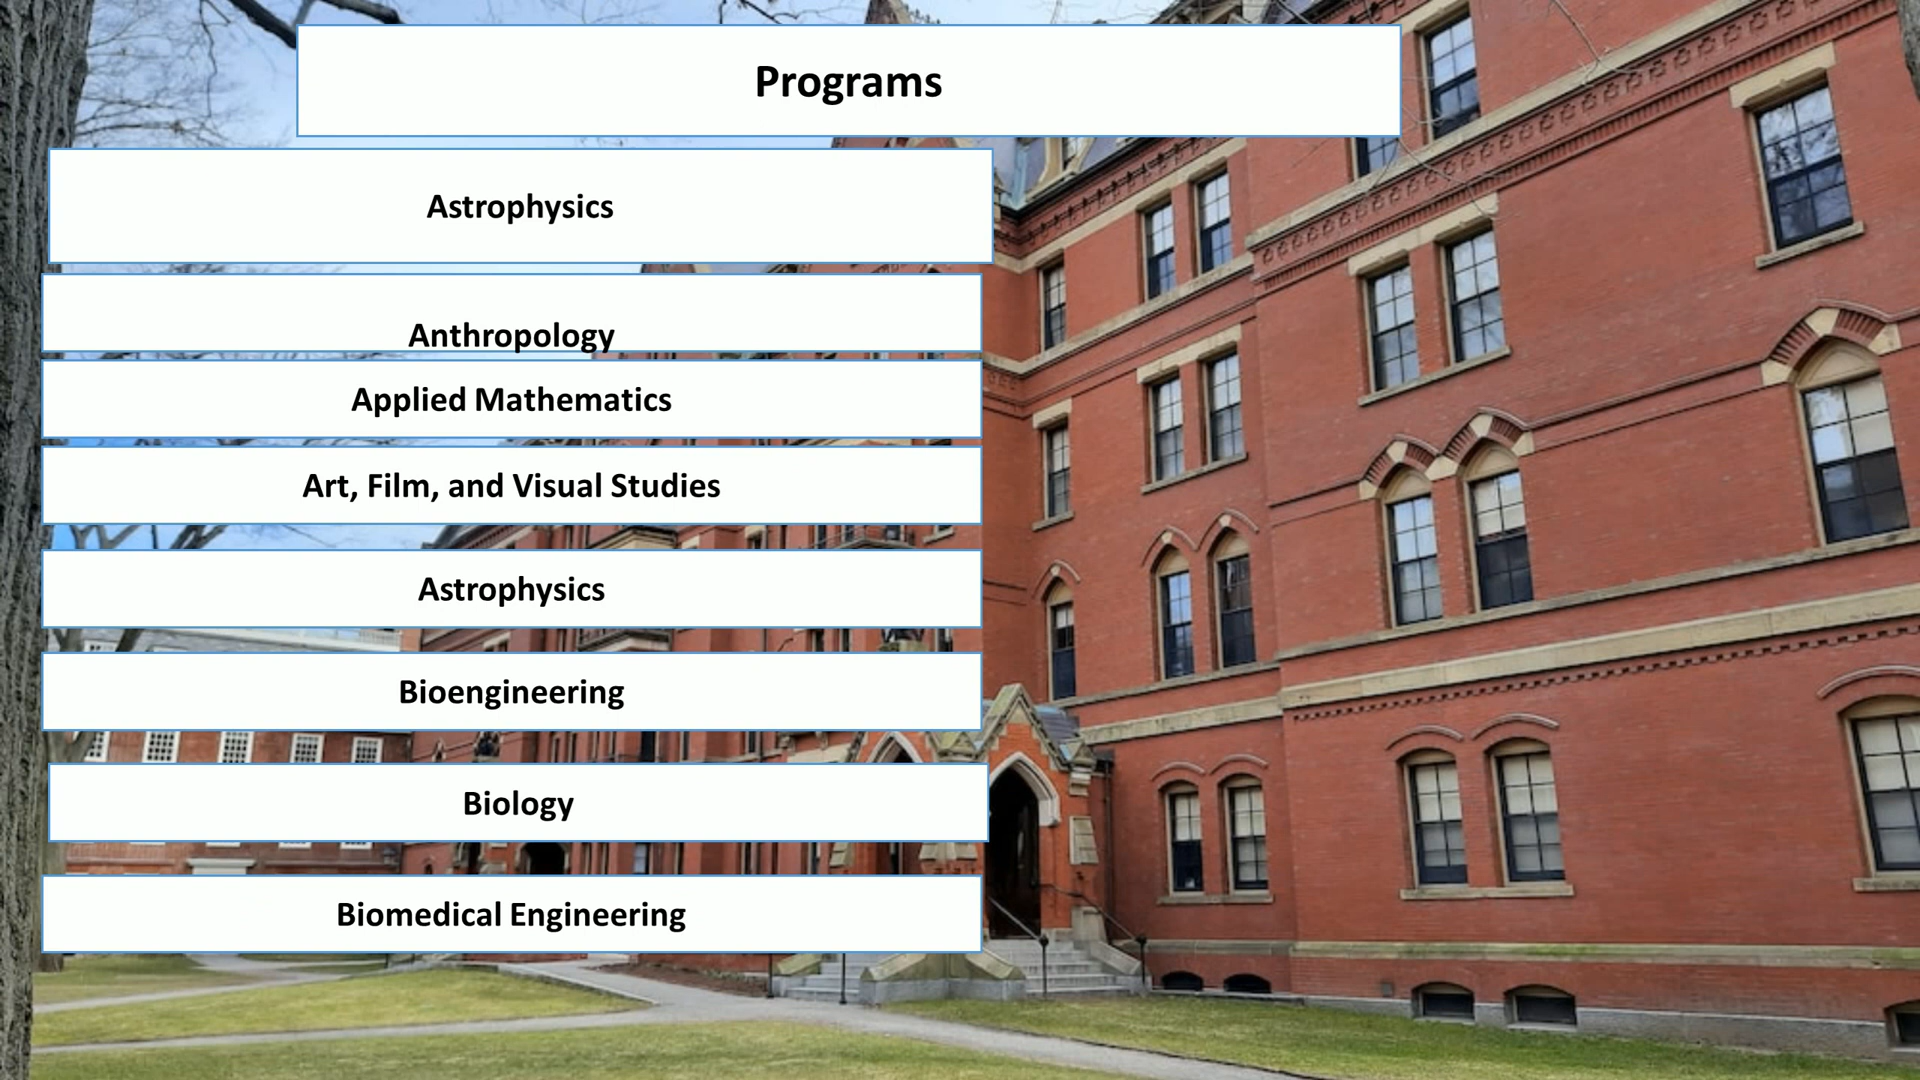 Programs
Astrophysics
Anthropology
Applied Mathematics
Art, Film, and Visual Studies
Astrophysics
Bioengineering
Biology
Biomedical Engineering